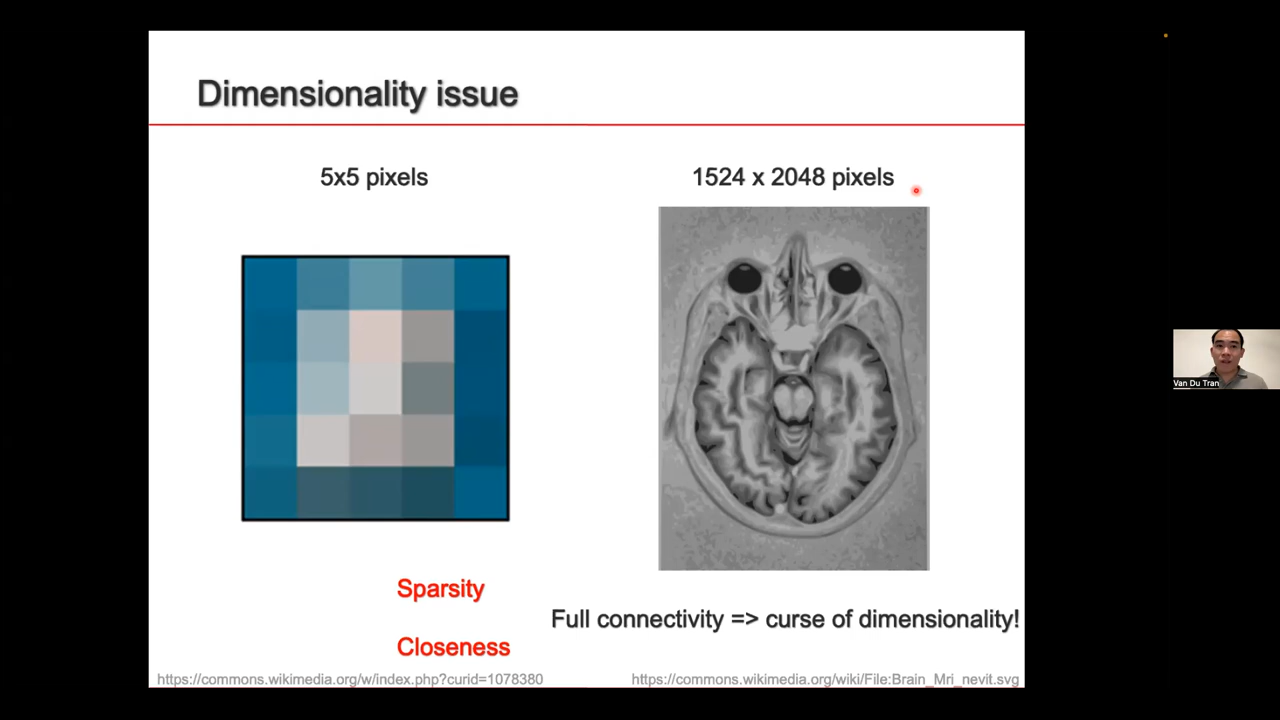 Dimensionality issue
5x5 pixels
1524 x 2048 pixels
Sparsity
Full connectivity => curse of dimensionality!
Closeness
https://commons.wikimedia.org/w/index.php?curid=1078380
https://commons.wikimedia.org/wiki/File:Brain_Mri_nevit.svg
Van Du Tran